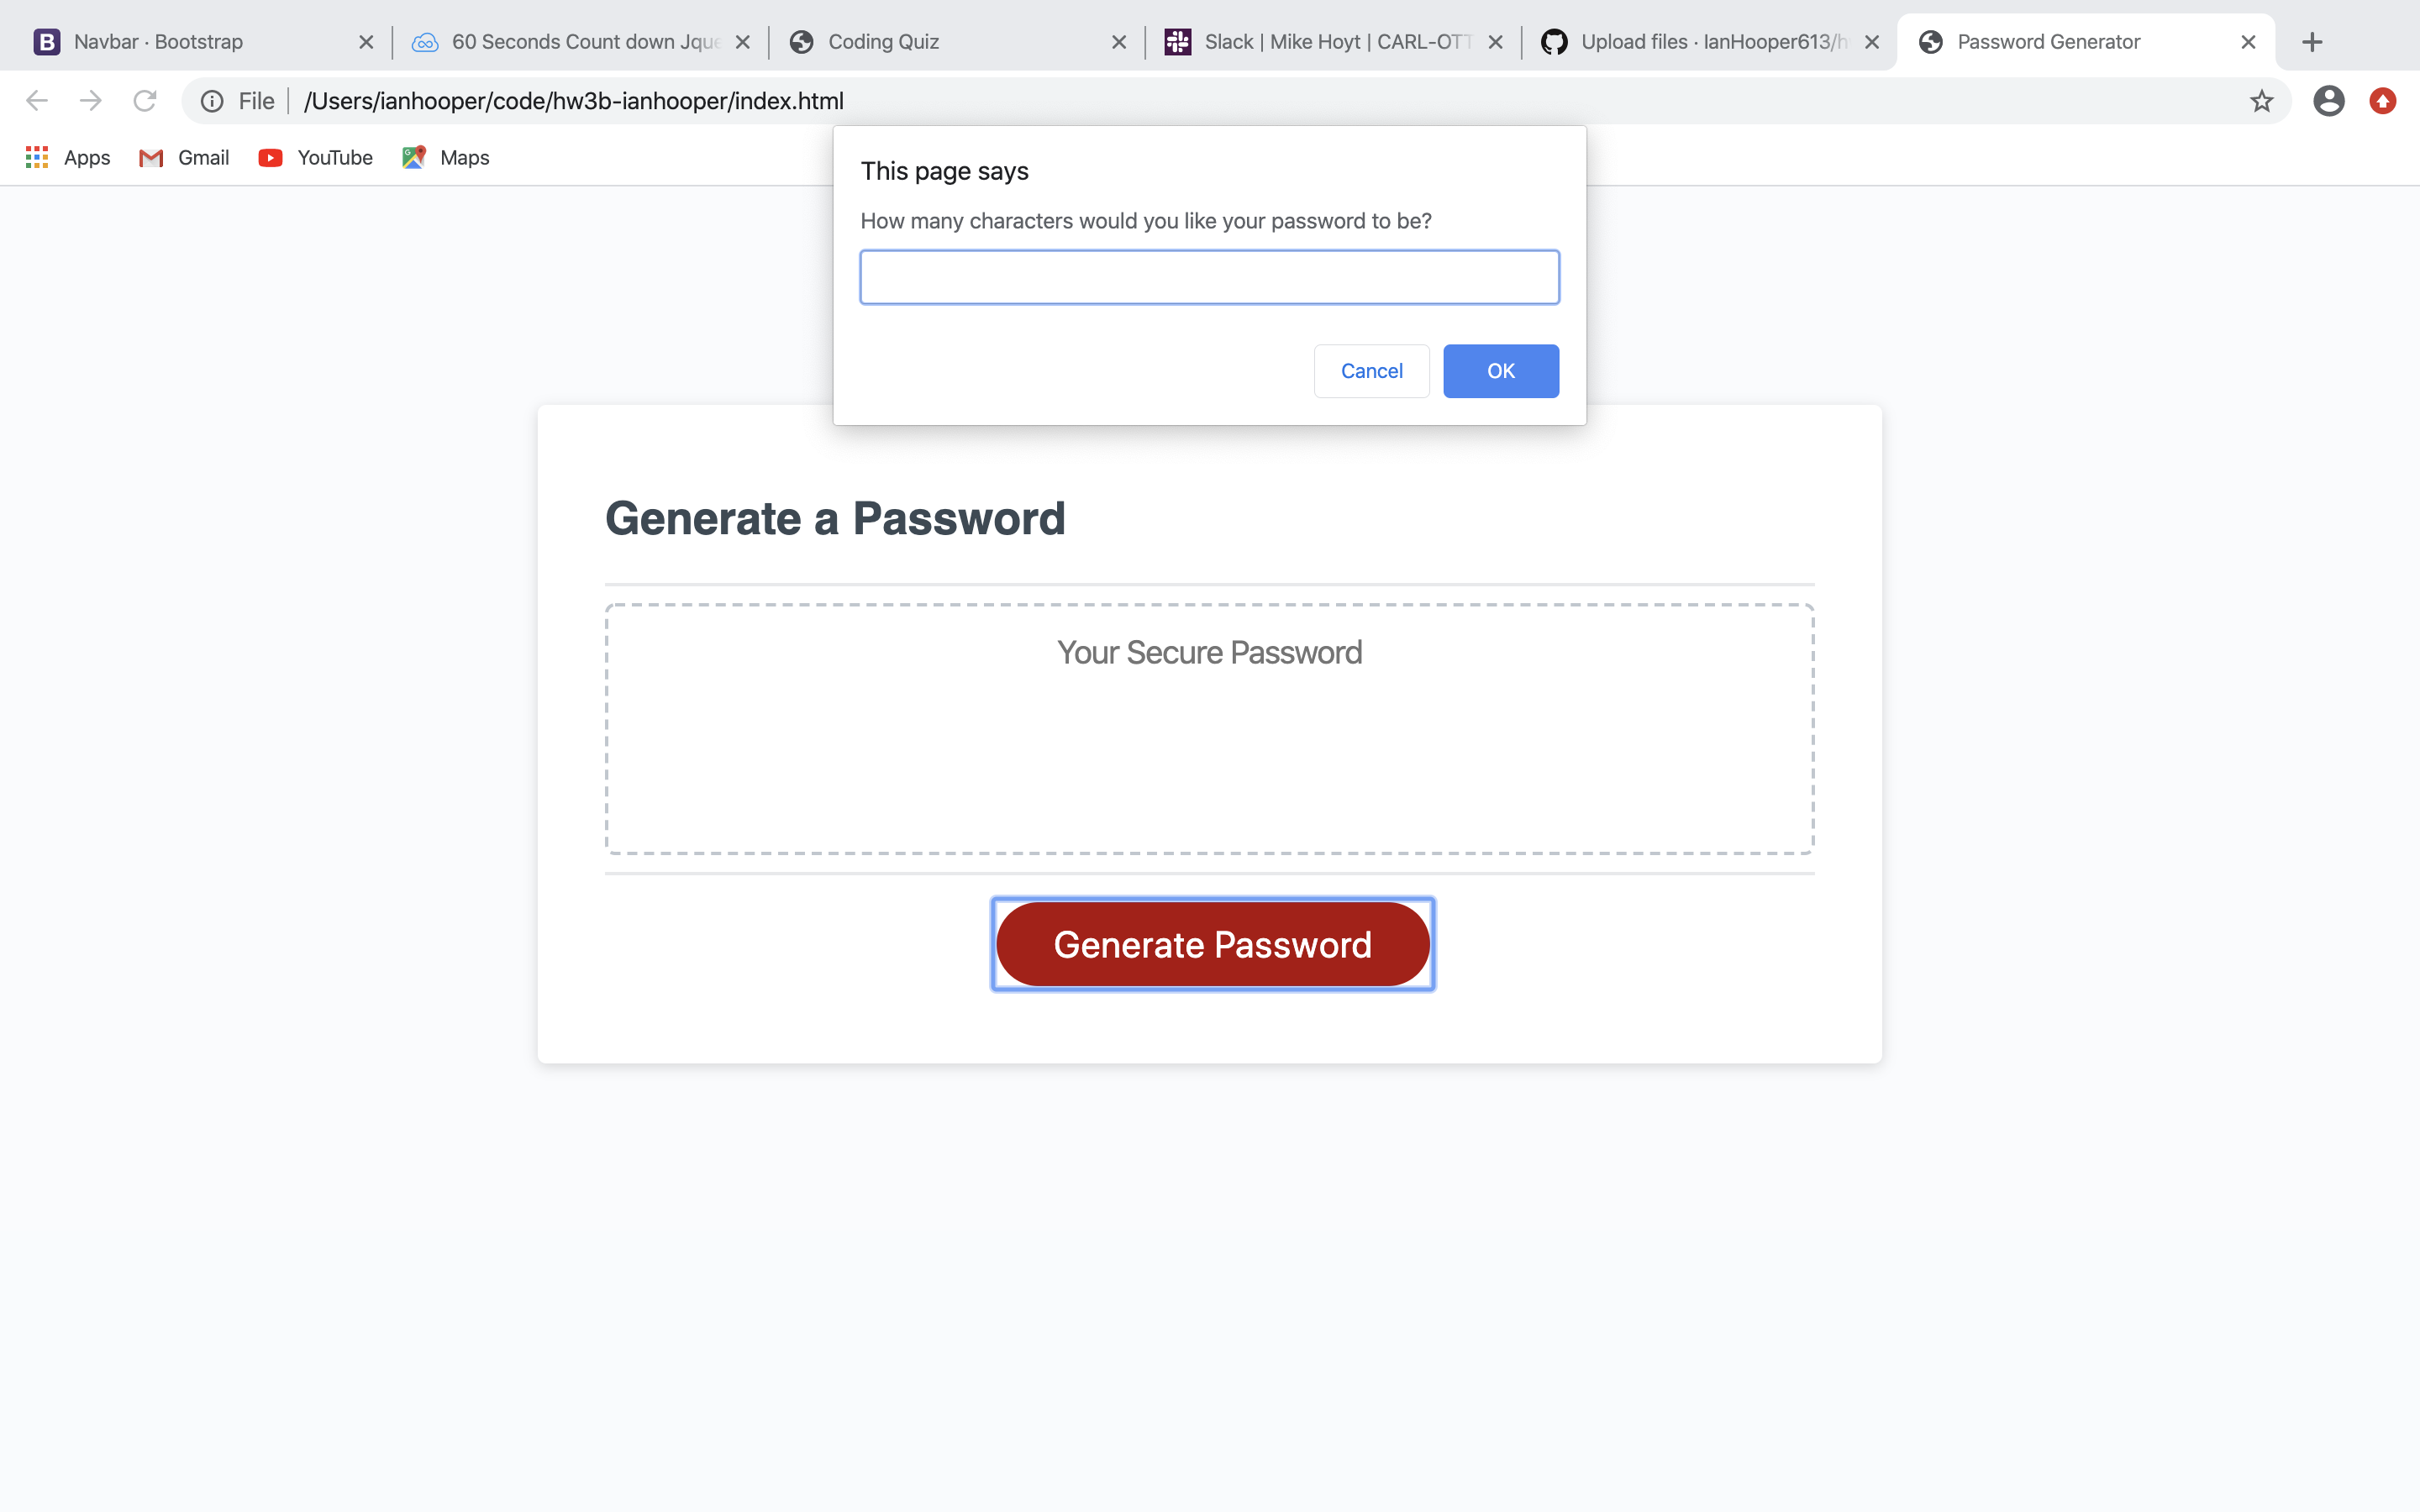 B Navbar · Bootstrap
60 Seconds Count down Jque
Coding Quiz
Slack | Mike Hoyt | CARL-OTT
Upload files · IanHooper613/h
Password Generator
File /Users/ianhooper/code/hw3b-ianhooper/index.html
Apps Gmail YouTube Maps
This page says
How many characters would you like your password to be?
Cancel OK
Generate a Password
Your Secure Password
Generate Password